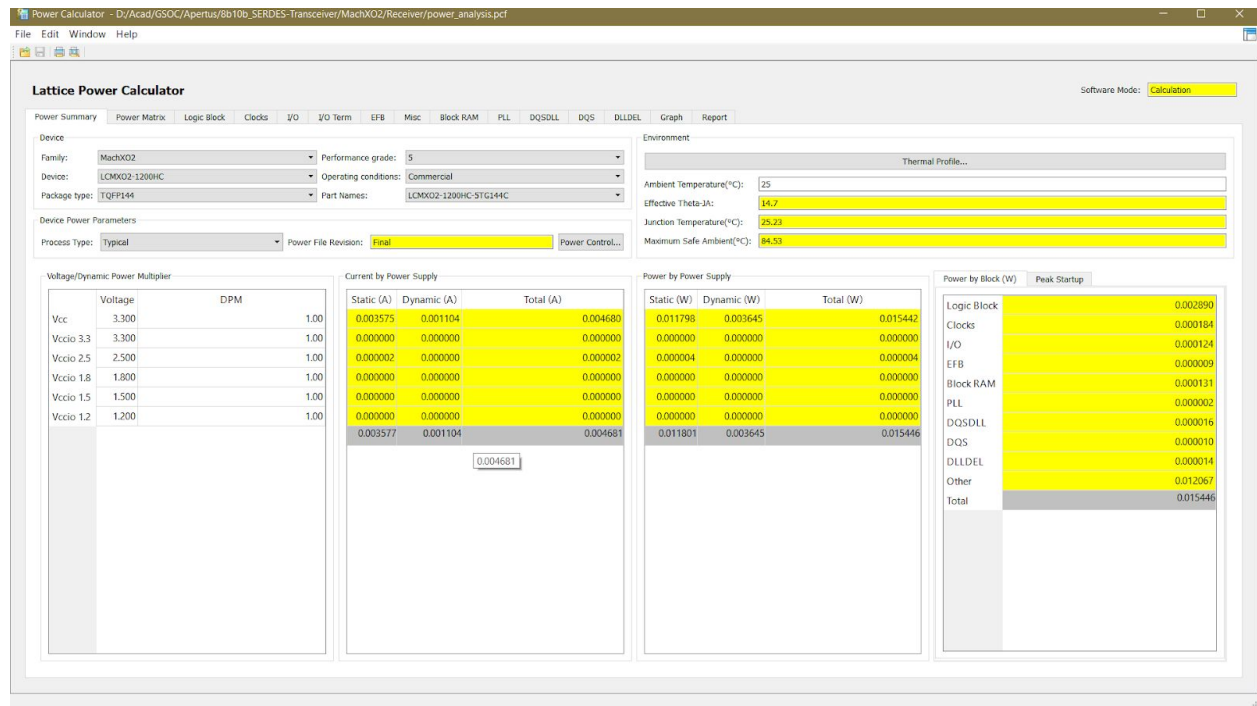 Power Calculator - D:/Acad/GSOC/Apertus/8b10b_SERDES-Transceiver/MachXO2/Receiver/power_analysis.pcf
File Edit Window Help
Lattice Power Calculator
Software Mode: Calculation
Power Summary Power Matrix Logic Block Clocks I/O I/O Term EFB Misc Block RAM PLL DQSDLL DQS DLLDEL Graph Report
Device
Family: MachXO2 Performance grade: 5
Device: LCMXO2-1200HC Operating conditions: Commercial
Package type: TQFP144 Part Names: LCMXO2-1200HC-5TG144C
Device Power Parameters
Process Type: Typical Power File Revision: Final Power Control...
Environment
Thermal Profile...
Ambient Temperature(°C): 25
Effective Theta-JA: 14.7
Junction Temperature(°C): 25.23
Maximum Safe Ambient(°C): 84.53
Voltage/Dynamic Power Multiplier
Voltage DPM
Vcc 3.300 1.00
Vccio 3.3 3.300 1.00
Vccio 2.5 2.500 1.00
Vccio 1.8 1.800 1.00
Vccio 1.5 1.500 1.00
Vccio 1.2 1.200 1.00
Current by Power Supply
Static (A) Dynamic (A) Total (A)
0.003575 0.001104 0.004680
0.000000 0.000000 0.000000
0.000002 0.000000 0.000002
0.000000 0.000000 0.000000
0.000000 0.000000 0.000000
0.000000 0.000000 0.000000
0.003577 0.001104 0.004681
0.004681
Power by Power Supply
Static (W) Dynamic (W) Total (W)
0.011798 0.003645 0.015442
0.000000 0.000000 0.000000
0.000004 0.000000 0.000004
0.000000 0.000000 0.000000
0.000000 0.000000 0.000000
0.000000 0.000000 0.000000
0.011801 0.003645 0.015446
Power by Block (W) Peak Startup
Logic Block 0.002890
Clocks 0.000184
I/O 0.000124
EFB 0.000009
Block RAM 0.000131
PLL 0.000002
DQSDLL 0.000016
DQS 0.000010
DLLDEL 0.000014
Other 0.012067
Total 0.015446